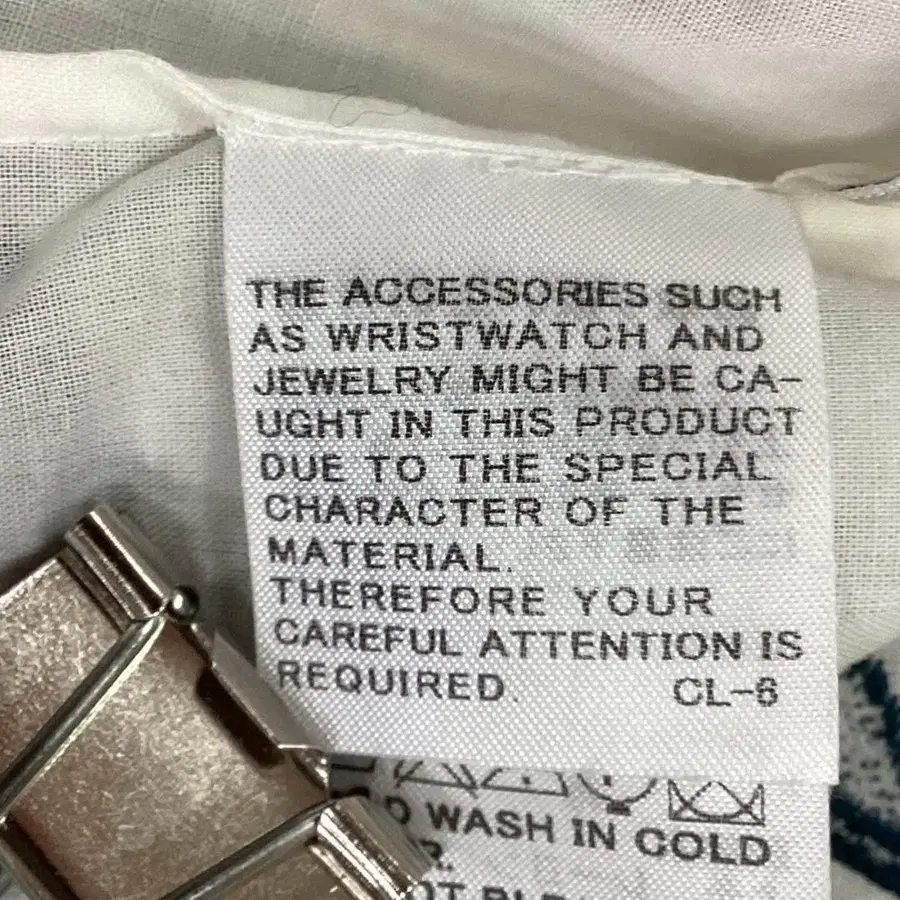 THE ACCESSORIES SUCH
AS WRISTWATCH AND
JEWELRY MIGHT BE CA-
UGHT IN THIS PRODUCT
DUE TO THE SPECIAL
CHARACTER OF THE
MATERIAL.
THEREFORE YOUR
CAREFUL ATTENTION IS
REQUIRED. CL-6
WASH IN COLD